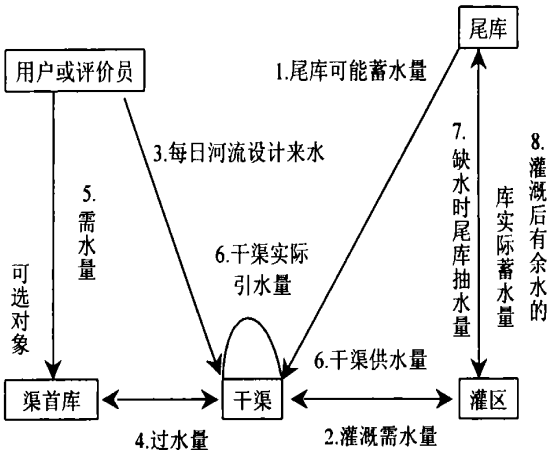 尾库
用户或评价员
1.尾库可能蓄水量
3.每日河流设计来水
5.需水量
7.缺水时尾库抽水量
8.灌溉后有余水的
库实际蓄水量
6.干渠实际
引水量
可选对象
6.干渠供水量
渠首库
干渠
灌区
4.过水量
2.灌溉需水量